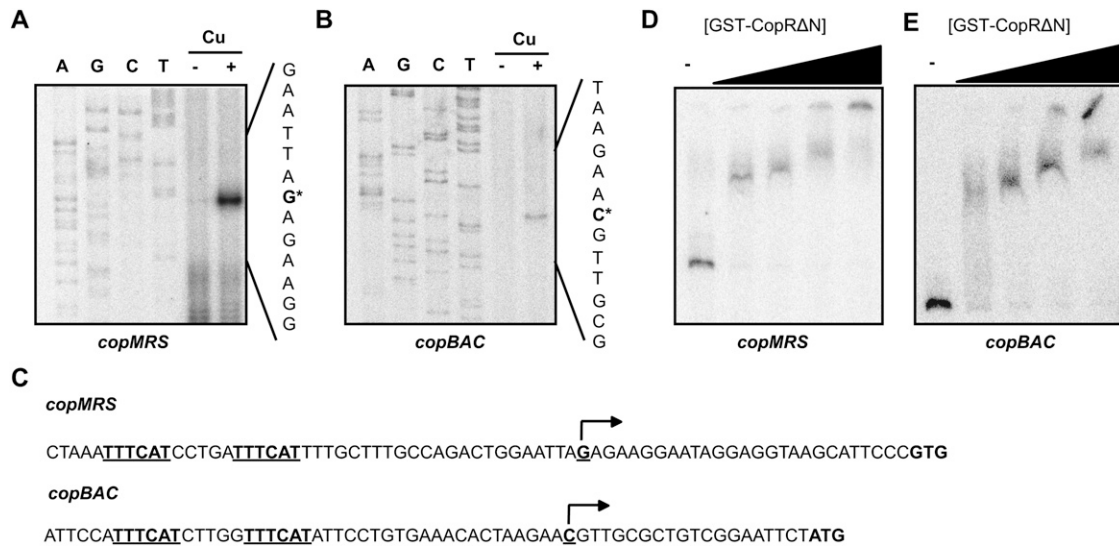 A
Cu
A G C T - +
G
A
A
T
T
A
G*
A
G
A
A
G
G
copMRS
B
Cu
A G C T - +
T
A
A
G
A
A
C*
G
T
T
G
C
G
copBAC
D
[GST-CopRΔN]
-
copMRS
E
[GST-CopRΔN]
-
copBAC
C
copMRS
CTAAATTTCATCCTGATTTCATTTTGCTTTGCCAGACTGGAATTAGAGAAGGAATAGGAGGTAAGCATTCCCGTG
copBAC
ATTCCATTTCATCTTGGTTTCATATTCCTGTGAAACACTAAGAACGTTGCGCTGTCGGAATTCTATG